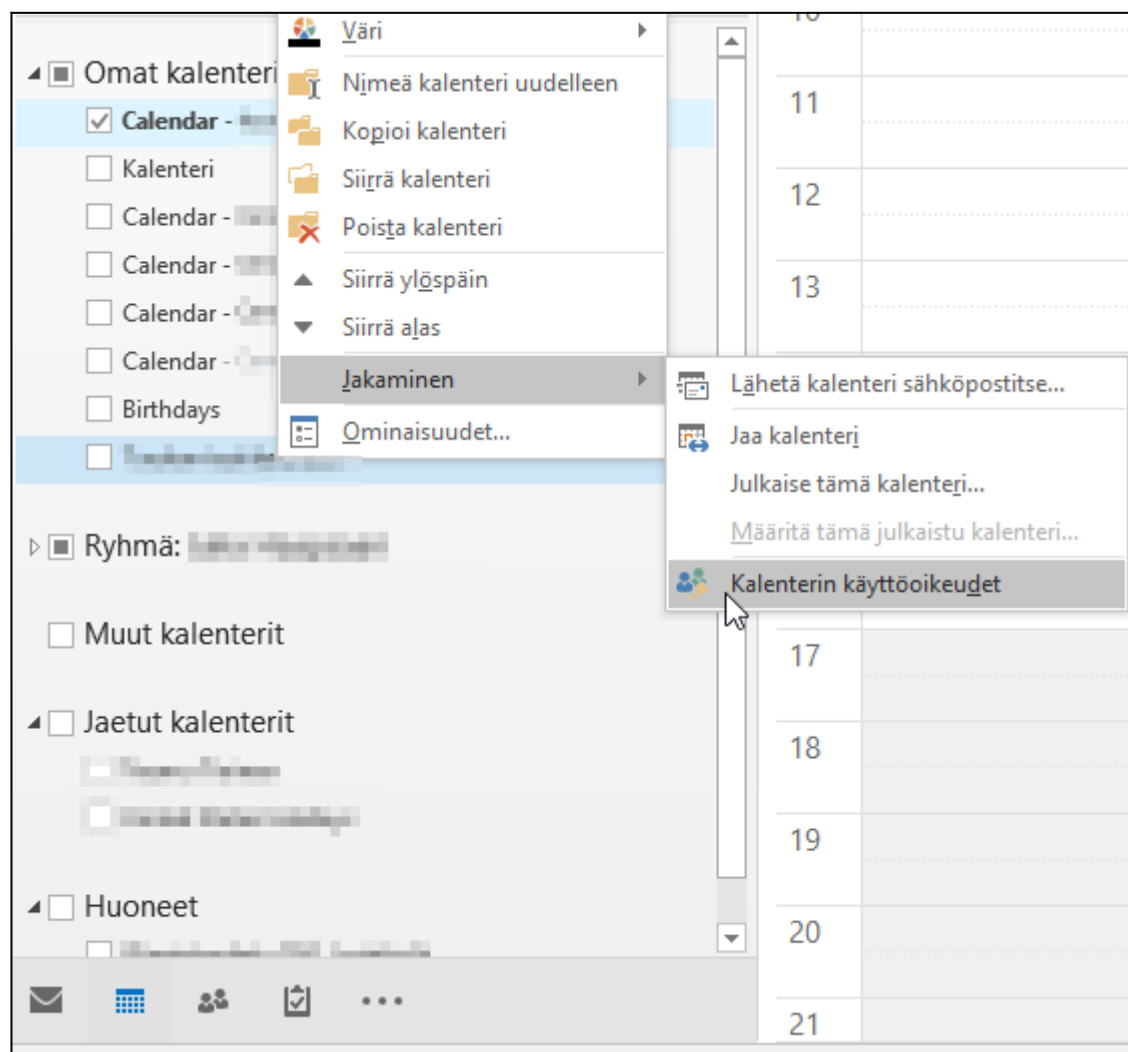 Omat kalenteri
Calendar -
Kalenteri
Calendar -
Calendar -
Calendar -
Calendar -
Birthdays
Ryhmä:
Muut kalenterit
Jaetut kalenterit
Huoneet
Väri
Nimeä kalenteri uudelleen
Kopioi kalenteri
Siirrä kalenteri
Poista kalenteri
Siirrä ylöspäin
Siirrä alas
Jakaminen
Ominaisuudet...
Lähetä kalenteri sähköpostitse...
Jaa kalenteri
Julkaise tämä kalenteri...
Määritä tämä julkaistu kalenteri...
Kalenterin käyttöoikeudet
11
12
13
17
18
19
20
21